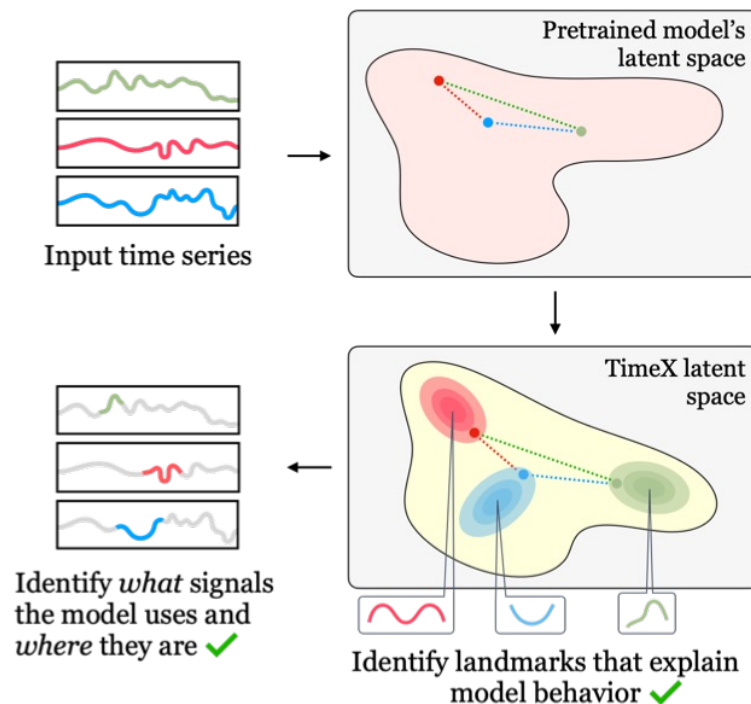 Pretrained model's
latent space
Input time series
TimeX latent
space
Identify what signals
the model uses and
where they are
Identify landmarks that explain
model behavior